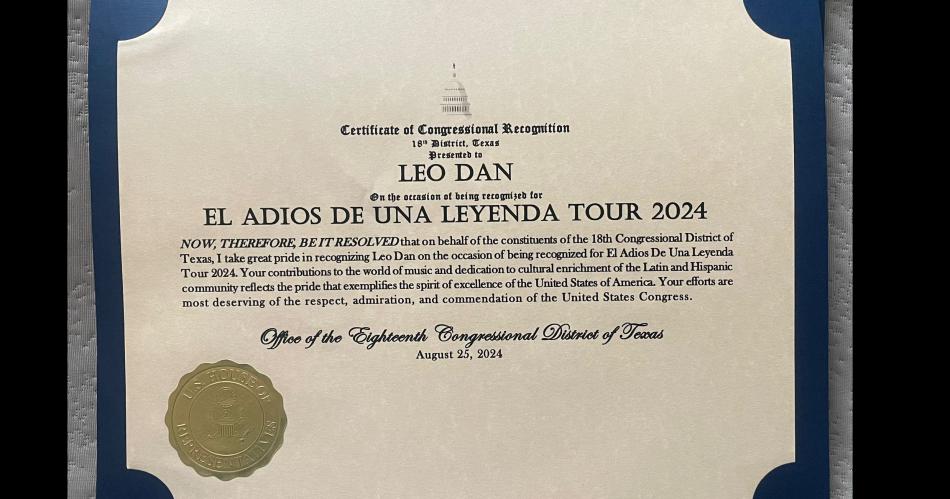 Certificate of Congressional Recognition
18th District, Texas
Presented to
LEO DAN
On the occasion of being recognized for
EL ADIOS DE UNA LEYENDA TOUR 2024
NOW, THEREFORE, BE IT RESOLVED that on behalf of the constituents of the 18th Congressional District of
Texas, I take great pride in recognizing Leo Dan on the occasion of being recognized for El Adios De Una Leyenda
Tour 2024. Your contributions to the world of music and dedication to cultural enrichment of the Latin and Hispanic
community reflects the pride that exemplifies the spirit of excellence of the United States of America. Your efforts are
most deserving of the respect, admiration, and commendation of the United States Congress.
Office of the Eighteenth Congressional District of Texas
August 25, 2024
U.S. HOUSE OF
REPRESENTATIVES